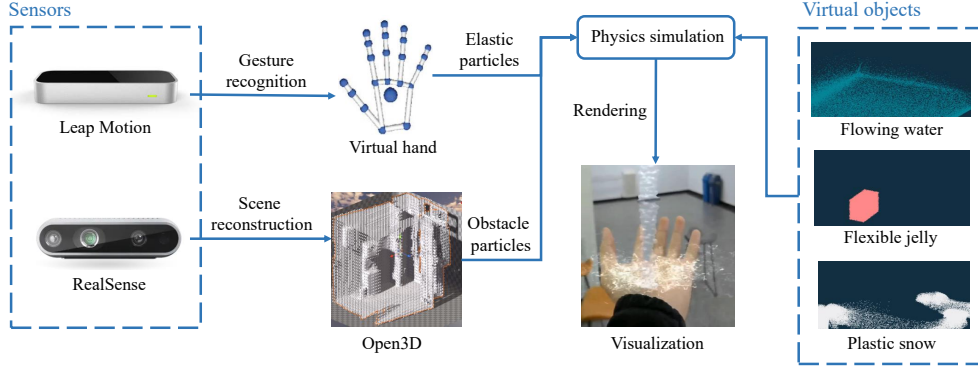 Sensors
Virtual objects
Gesture
recognition
Elastic
particles
Physics simulation
Leap Motion
Virtual hand
Rendering
Flowing water
Scene
reconstruction
Obstacle
particles
Flexible jelly
RealSense
Open3D
Visualization
Plastic snow